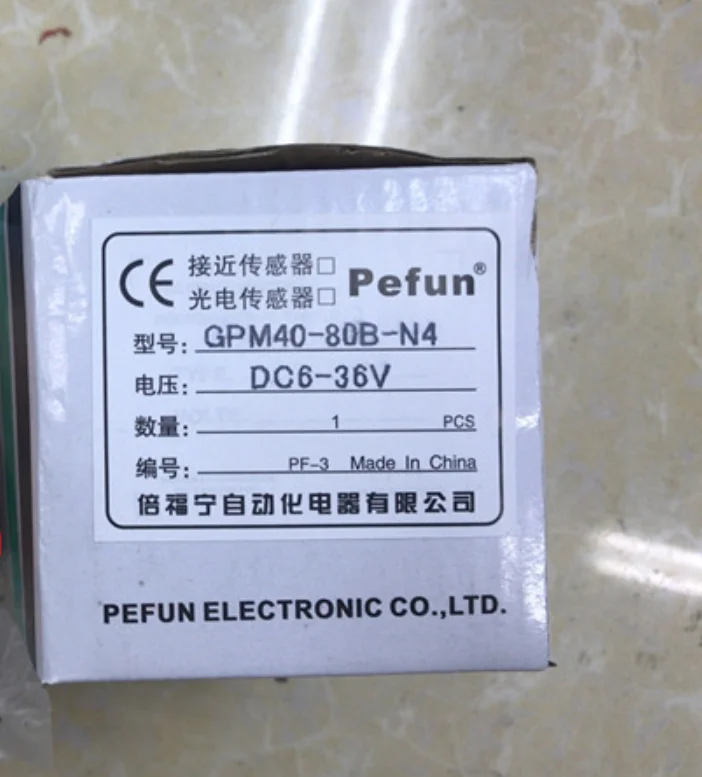 CE 接近传感器□ Pefun®
光电传感器□
型号: GPM40-80B-N4
电压: DC6-36V
数量: 1 PCS
编号: PF-3 Made In China
倍福宁自动化电器有限公司
PEFUN ELECTRONIC CO.,LTD.